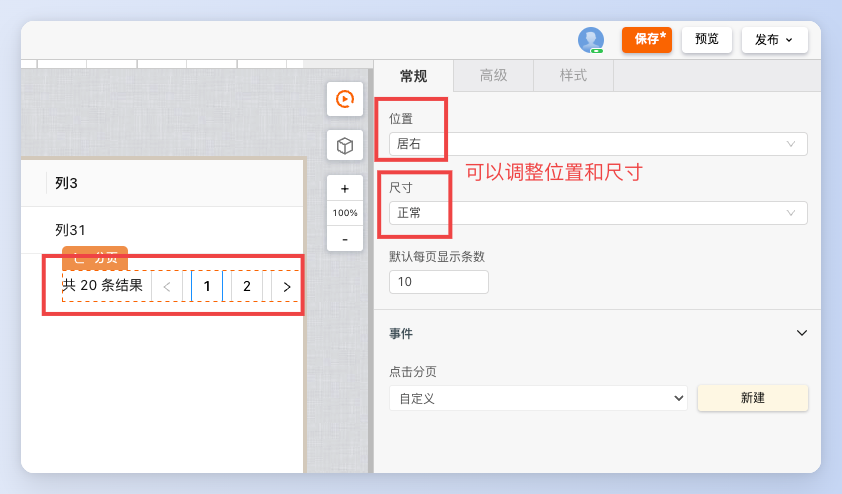 保存*
预览
发布
常规
高级
样式
位置
居右
可以调整位置和尺寸
尺寸
正常
+
100%
-
列3
列31
分页
共 20 条结果
<
1
2
>
默认每页显示条数
10
事件
点击分页
自定义
新建